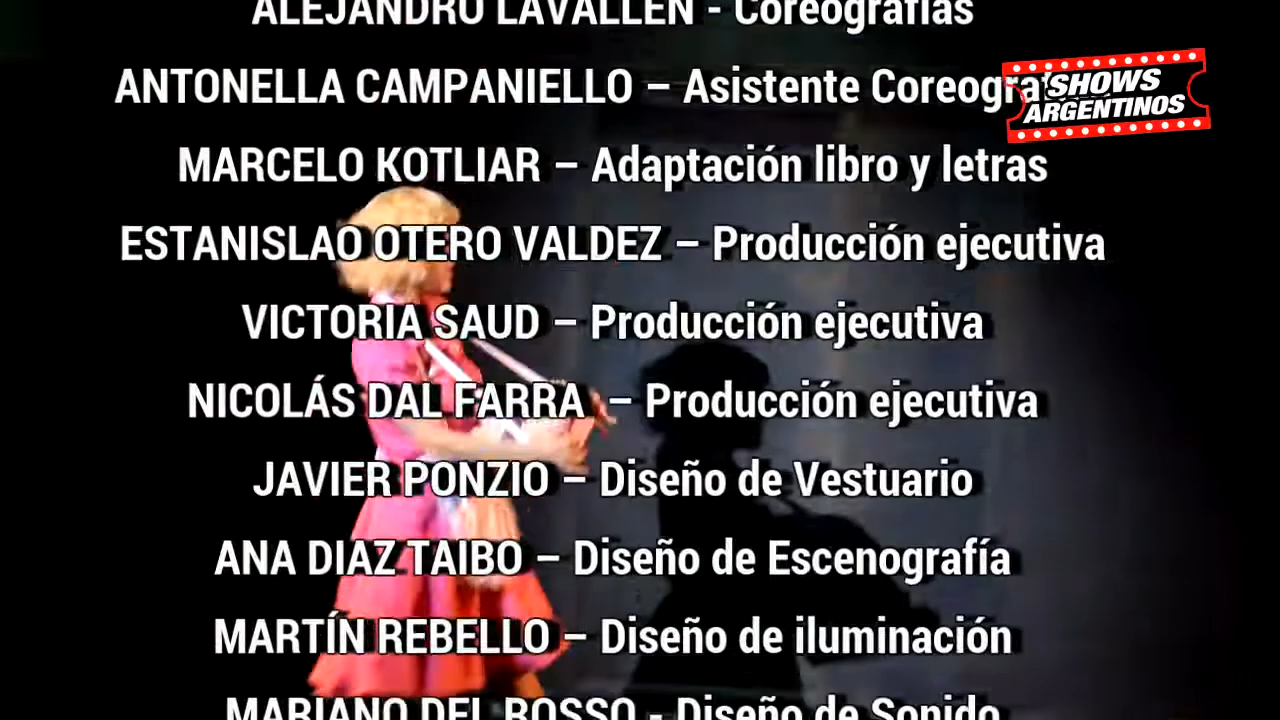 ALEJANDRO LAVALLEN - Coreografías
ANTONELLA CAMPANIELLO – Asistente
SHOWS
ARGENTINOS
MARCELO KOTLIAR – Adaptación libro y letras
ESTANISLAO OTERO VALDEZ – Producción ejecutiva
VICTORIA SAUD – Producción ejecutiva
NICOLÁS DAL FARRA – Producción ejecutiva
JAVIER PONZIO – Diseño de Vestuario
ANA DIAZ TAIBO – Diseño de Escenografía
MARTÍN REBELLO – Diseño de iluminación
MARIANO DEL ROSSO - Diseño de Sonido